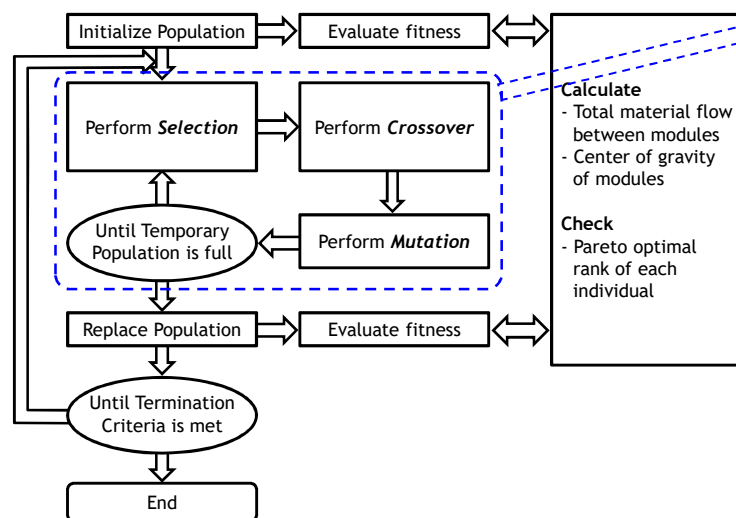 Initialize Population
Evaluate fitness
Perform Selection
Perform Crossover
Until Temporary
Population is full
Perform Mutation
Replace Population
Evaluate fitness
Until Termination
Criteria is met
End
Calculate
- Total material flow
between modules
- Center of gravity
of modules
Check
- Pareto optimal
rank of each
individual